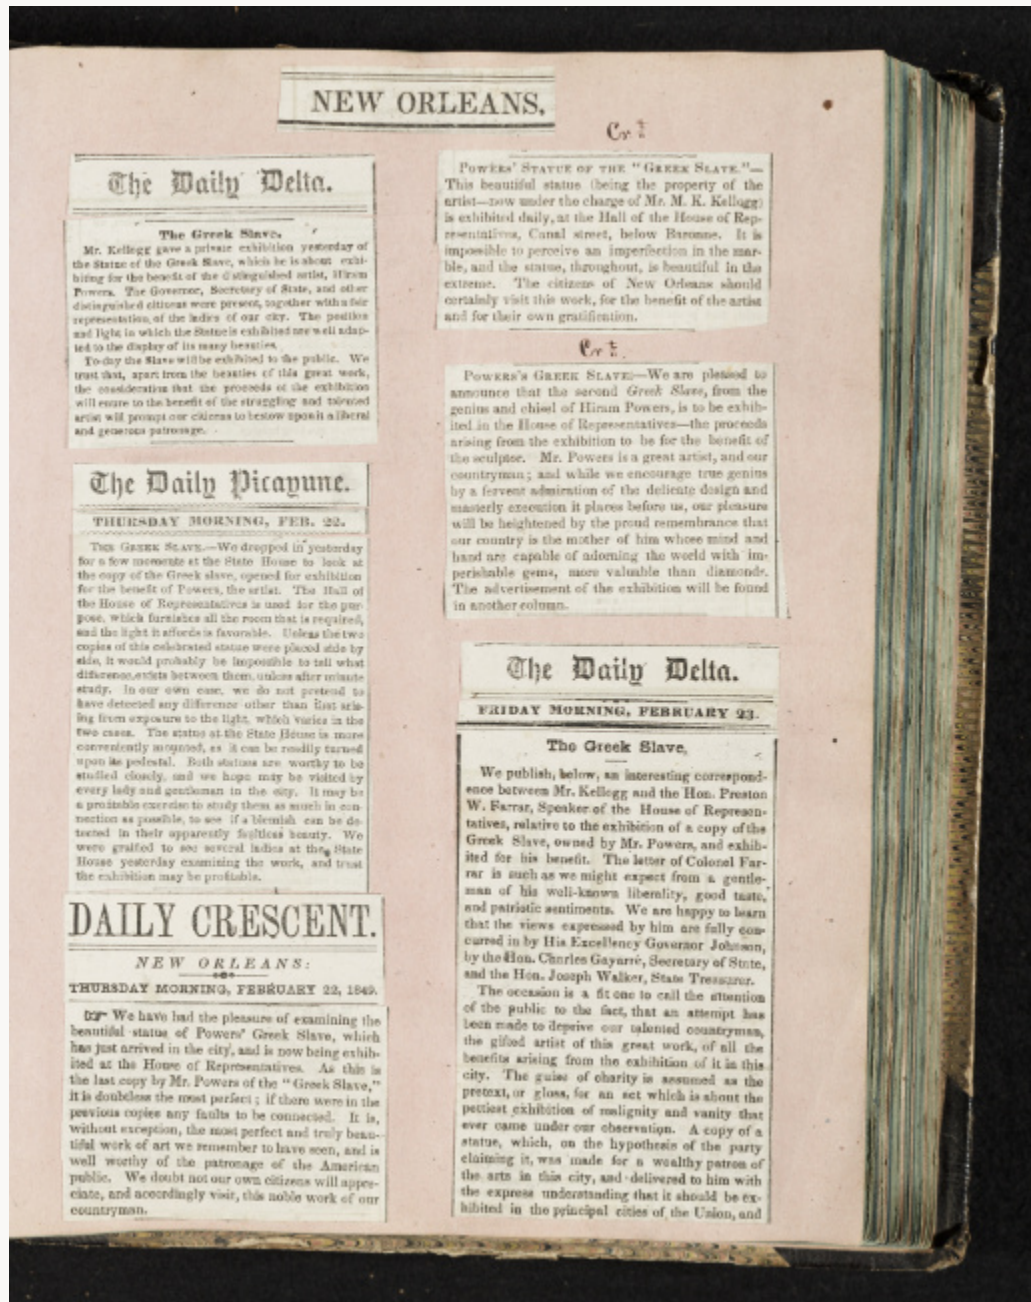 NEW ORLEANS,
The Daily Delta.
The Greek Slave.
Mr. Kellogg gave a private exhibition yesterday of
the Statue of the Greek Slave, which he is about exhi-
biting for the benefit of the distinguished artist, Hiram
Powers. The Governor, Secretary of State, and other
distinguished citizens were present, together with a fair
representation of the ladies of our city. The position
and light in which the Statue is exhibited are well adap-
ted to the display of its many beauties.
To-day the Slave will be exhibited to the public. We
trust that, apart from the beauties of this great work,
the consideration that the proceeds of the exhibition
will enure to the benefit of the struggling and talented
artist will prompt our citizens to bestow upon it a liberal
and generous patronage.
The Daily Picayune.
THURSDAY MORNING, FEB. 22.
THE GREEK SLAVE.—We dropped in yesterday
for a few moments at the State House to look at
the copy of the Greek slave, opened for exhibition
for the benefit of Powers, the artist. The Hall of
the House of Representatives is used for the pur-
pose, which furnishes all the room that is required,
and the light it affords is favorable. Unless the two
copies of this celebrated statue were placed side by
side, it would probably be impossible to tell what
difference exists between them, unless after minute
study. In our own case, we do not pretend to
have detected any difference other than that aris-
ing from exposure to the light, which varies in the
two cases. The statue at the State House is more
conveniently mounted, as it can be readily turned
upon its pedestal. Both statues are worthy to be
studied closely, and we hope may be visited by
every lady and gentleman in the city. It may be
a profitable exercise to study them as much in con-
nection as possible, to see if a blemish can be de-
tected in their apparently faultless beauty. We
were graified to see several ladies at the State
House yesterday examining the work, and trust
the exhibition may be profitable.
DAILY CRESCENT.
NEW ORLEANS:
THURSDAY MORNING, FEBRUARY 22, 1849.
☞ We have had the pleasure of examining the
beautiful status of Powers' Greek Slave, which
has just arrived in the city, and is now being exhib-
ited at the House of Representatives. As this is
the last copy by Mr. Powers of the "Greek Slave,"
it is doubtless the most perfect; if there were in the
previous copies any faults to be connected. It is,
without exception, the most perfect and truly beau-
tiful work of art we remember to have seen, and is
well worthy of the patronage of the American
public. We doubt not our own citizens will appre-
ciate, and accordingly visit, this noble work of our
countryman.
Cr t
POWERS' STATUE OF THE "GREEK SLAVE."—
This beautiful statue (being the property of the
artist—now under the charge of Mr. M. K. Kellogg)
is exhibited daily, at the Hall of the House of Rep-
resentatives, Canal street, below Baronne. It is
impossible to perceive an imperfection in the mar-
ble, and the statue, throughout, is beautiful in the
extreme. The citizens of New Orleans should
certainly visit this work, for the benefit of the artist
and for their own gratification.
Cr t.
POWERS'S GREEK SLAVE.—We are pleased to
announce that the second Greek Slave, from the
genius and chisel of Hiram Powers, is to be exhib-
ited in the House of Representatives—the proceeds
arising from the exhibition to be for the benefit of
the sculptor. Mr. Powers is a great artist, and our
countryman; and while we encourage true genius
by a fervent admiration of the delicate design and
masterly execution it places before us, our pleasure
will be heightened by the proud remembrance that
our country is the mother of him whose mind and
hand are capable of adorning the world with im-
perishable gems, more valuable than diamonds.
The advertisement of the exhibition will be found
in another column.
The Daily Delta.
FRIDAY MORNING, FEBRUARY 23.
The Greek Slave,
We publish, below, an interesting correspond-
ence between Mr. Kellogg and the Hon. Preston
W. Farrar, Speaker of the House of Represen-
tatives, relative to the exhibition of a copy of the
Greek Slave, owned by Mr. Powers, and exhib-
ited for his benefit. The letter of Colonel Far-
rar is such as we might expect from a gentle-
man of his well-known liberality, good taste,
and patriotic sentiments. We are happy to learn
that the views expressed by him are fully con-
curred in by His Excellency Governor Johnson,
by the Hon. Charles Gayarré, Secretary of State,
and the Hon. Joseph Walker, State Treasurer.
The occasion is a fit one to call the attention
of the public to the fact, that an attempt has
been made to deprive our talented countryman,
the gifted artist of this great work, of all the
benefits arising from the exhibition of it in this
city. The guise of charity is assumed as the
pretext, or gloss, for an act which is about the
pettiest exhibition of malignity and vanity that
ever came under our observation. A copy of a
statue, which, on the hypothesis of the party
claiming it, was made for a wealthy patron of
the arts in this city, and delivered to him with
the express understanding that it should be ex-
hibited in the principal cities of the Union, and